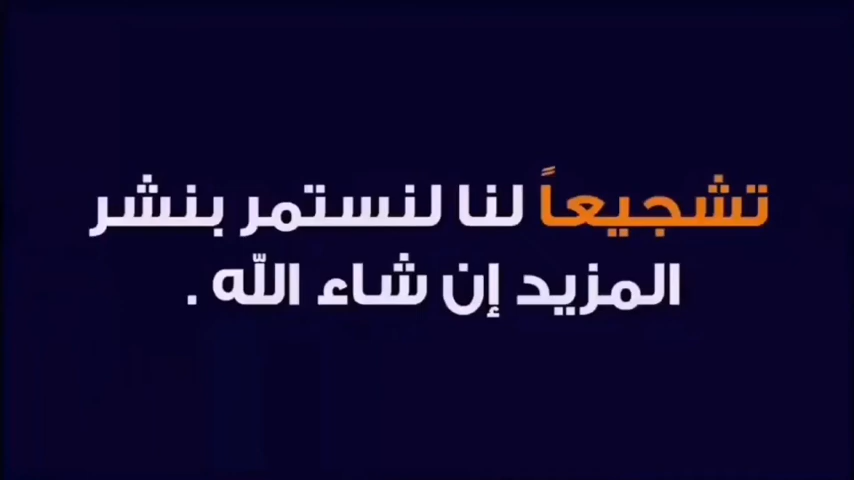 تشجيعاً لنا لنستمر بنشر
المزيد إن شاء الله .